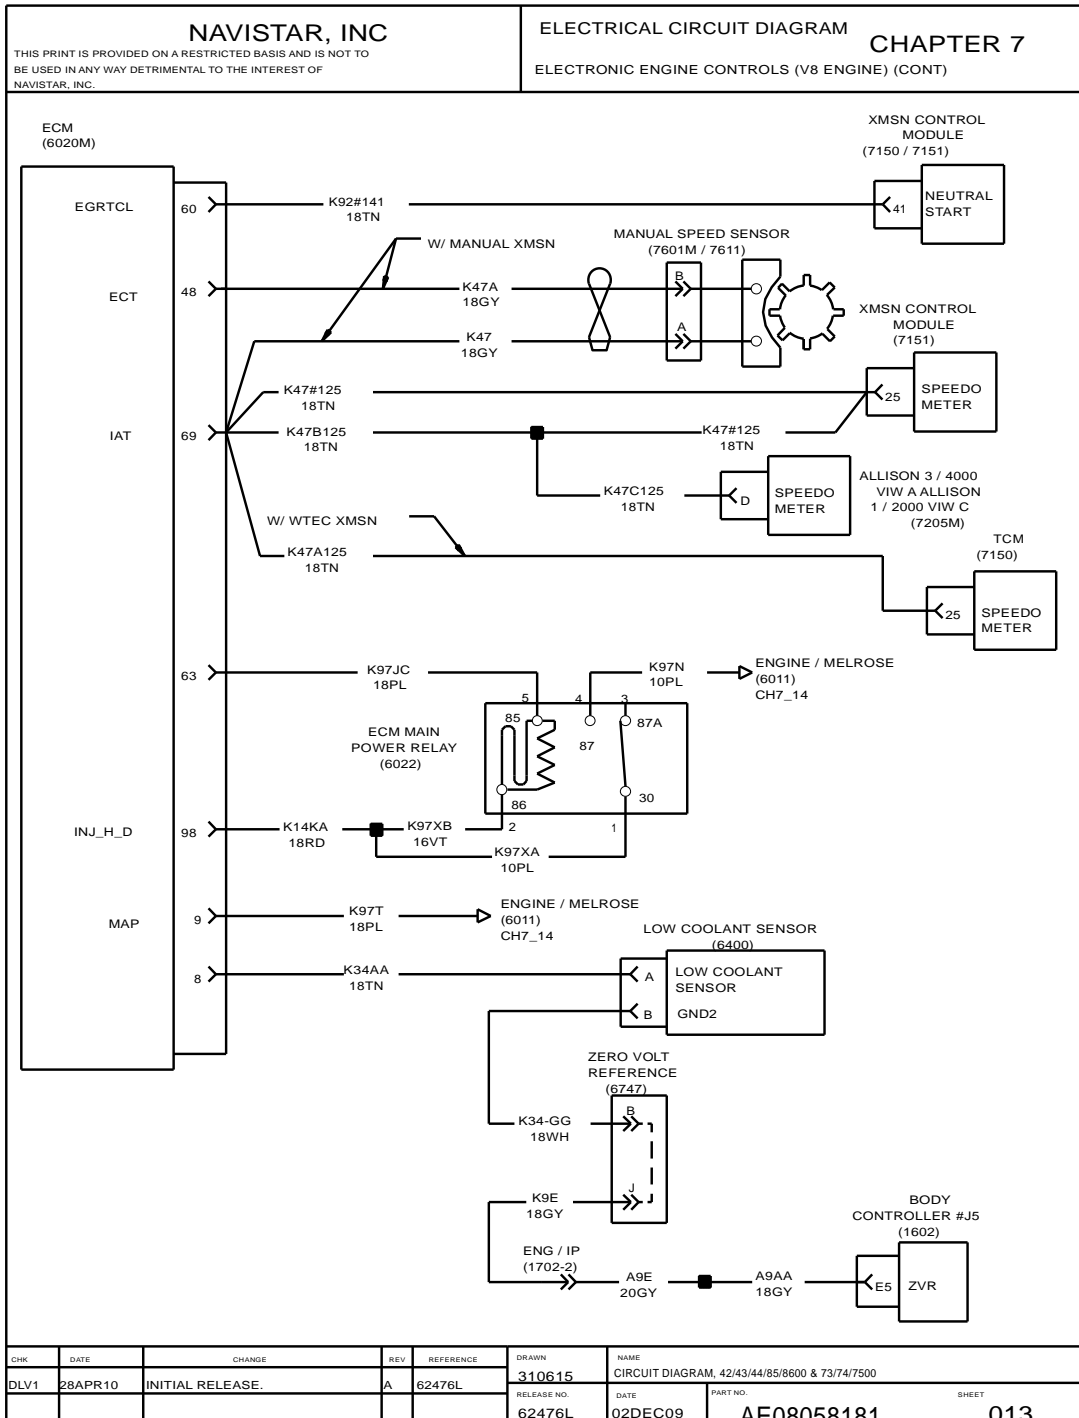 NAVISTAR, INC
THIS PRINT IS PROVIDED ON A RESTRICTED BASIS AND IS NOT TO
BE USED IN ANY WAY DETRIMENTAL TO THE INTEREST OF
NAVISTAR, INC.
ELECTRICAL CIRCUIT DIAGRAM
CHAPTER 7
ELECTRONIC ENGINE CONTROLS (V8 ENGINE) (CONT)
ECM
(6020M)
XMSN CONTROL
MODULE
(7150 / 7151)
EGRTCL
60
K92#141
18TN
41
NEUTRAL
START
W/ MANUAL XMSN
MANUAL SPEED SENSOR
(7601M / 7611)
ECT
48
K47A
18GY
B
K47
18GY
A
XMSN CONTROL
MODULE
(7151)
K47#125
18TN
25
SPEEDO
METER
IAT
69
K47B125
18TN
K47#125
18TN
K47C125
18TN
D
SPEEDO
METER
ALLISON 3 / 4000
VIW A ALLISON
1 / 2000 VIW C
(7205M)
W/ WTEC XMSN
K47A125
18TN
TCM
(7150)
25
SPEEDO
METER
63
K97JC
18PL
K97N
10PL
ENGINE / MELROSE
(6011)
CH7_14
ECM MAIN
POWER RELAY
(6022)
5
4
3
85
87
87A
86
30
2
1
INJ_H_D
98
K14KA
18RD
K97XB
16VT
K97XA
10PL
MAP
9
K97T
18PL
ENGINE / MELROSE
(6011)
CH7_14
8
K34AA
18TN
LOW COOLANT SENSOR
(6400)
A
LOW COOLANT
SENSOR
B
GND2
ZERO VOLT
REFERENCE
(6747)
K34-GG
18WH
B
K9E
18GY
J
ENG / IP
(1702-2)
A9E
20GY
A9AA
18GY
BODY
CONTROLLER #J5
(1602)
E5
ZVR
CHK DATE CHANGE REV REFERENCE
DLV1 28APR10 INITIAL RELEASE. A 62476L
DRAWN
310615
NAME
CIRCUIT DIAGRAM, 42/43/44/85/8600 & 73/74/7500
RELEASE NO.
62476L
DATE
02DEC09
PART NO.
AE08058181
SHEET
013